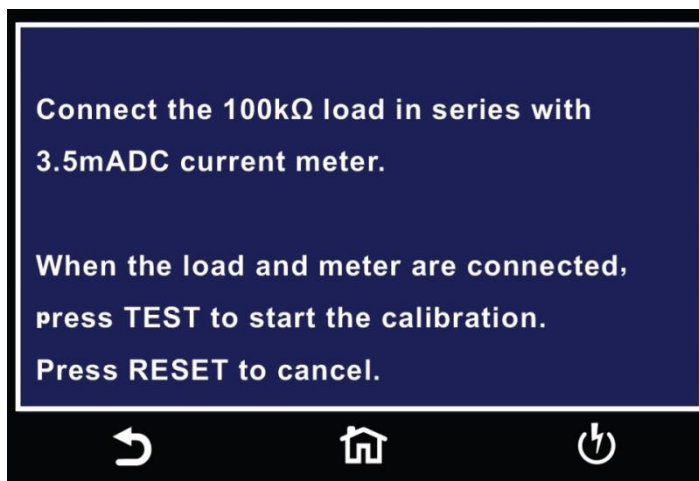 Connect the 100kΩ load in series with
3.5mADC current meter.
When the load and meter are connected,
press TEST to start the calibration.
Press RESET to cancel.